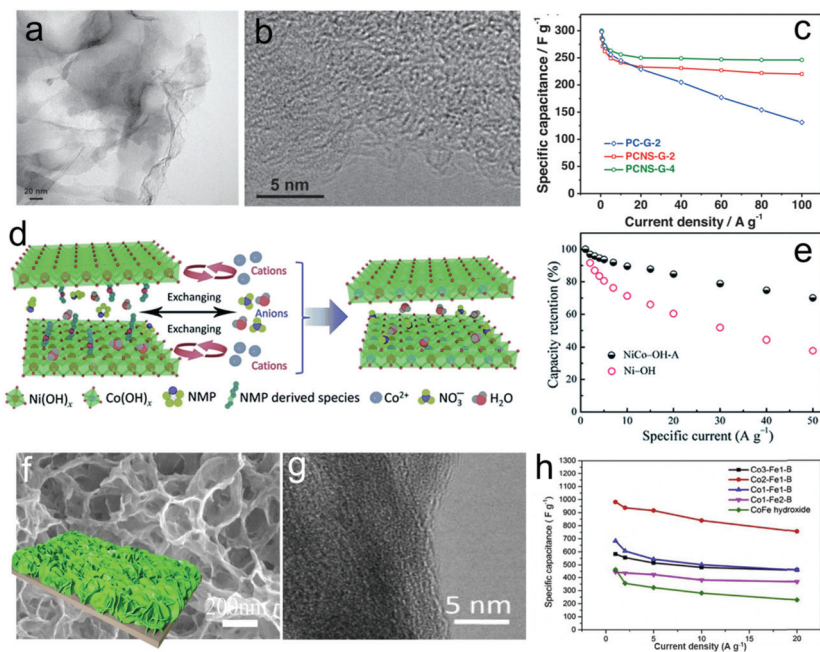 a
20 nm
b
5 nm
c
Specific capacitance / F g⁻¹
300
250
200
150
100
50
0
PC-G-2
PCNS-G-2
PCNS-G-4
0 20 40 60 80 100
Current density / A g⁻¹
d
Cations
Exchanging
Anions
Exchanging
Cations
Ni(OH)ₓ Co(OH)ₓ NMP NMP derived species Co²⁺ NO₃⁻ H₂O
e
Capacity retention (%)
100
80
60
40
20
0
NiCo–OH-A
Ni–OH
0 10 20 30 40 50
Specific current (A g⁻¹)
f
200nm
g
5 nm
h
Specific capacitance ( F g⁻¹)
1300
1200
1100
1000
900
800
700
600
500
400
300
200
100
0
Co3-Fe1-B
Co2-Fe1-B
Co1-Fe1-B
Co1-Fe2-B
CoFe hydroxide
0 5 10 15 20
Current density (A g⁻¹)